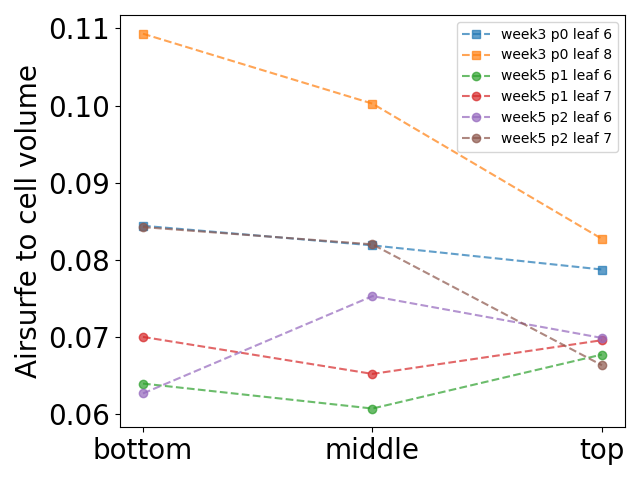 Airsurfe to cell volume
0.11
0.10
0.09
0.08
0.07
0.06
bottom middle top
week3 p0 leaf 6
week3 p0 leaf 8
week5 p1 leaf 6
week5 p1 leaf 7
week5 p2 leaf 6
week5 p2 leaf 7